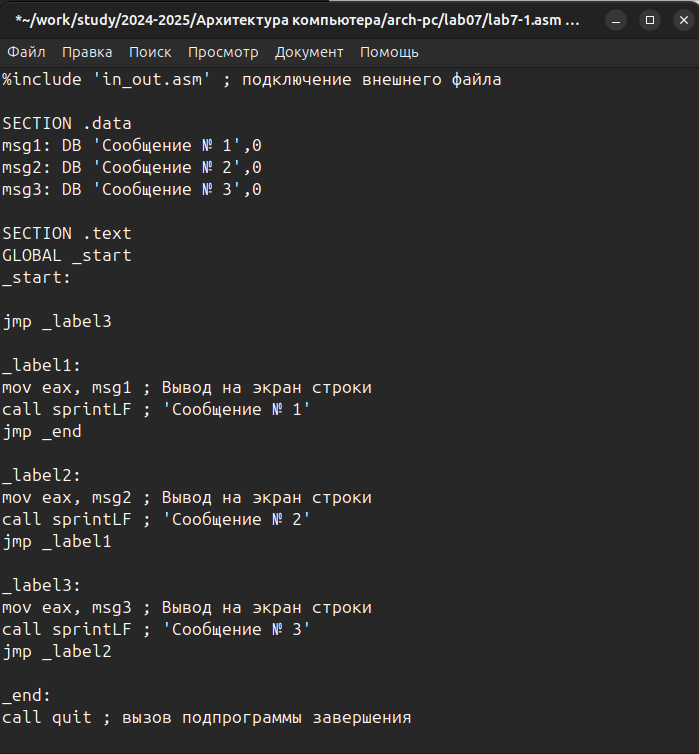 *~/work/study/2024-2025/Архитектура компьютера/arch-pc/lab07/lab7-1.asm ...
Файл Правка Поиск Просмотр Документ Помощь
%include 'in_out.asm' ; подключение внешнего файла
SECTION .data
msg1: DB 'Сообщение № 1',0
msg2: DB 'Сообщение № 2',0
msg3: DB 'Сообщение № 3',0
SECTION .text
GLOBAL _start
_start:
jmp _label3
_label1:
mov eax, msg1 ; Вывод на экран строки
call sprintLF ; 'Сообщение № 1'
jmp _end
_label2:
mov eax, msg2 ; Вывод на экран строки
call sprintLF ; 'Сообщение № 2'
jmp _label1
_label3:
mov eax, msg3 ; Вывод на экран строки
call sprintLF ; 'Сообщение № 3'
jmp _label2
_end:
call quit ; вызов подпрограммы завершения